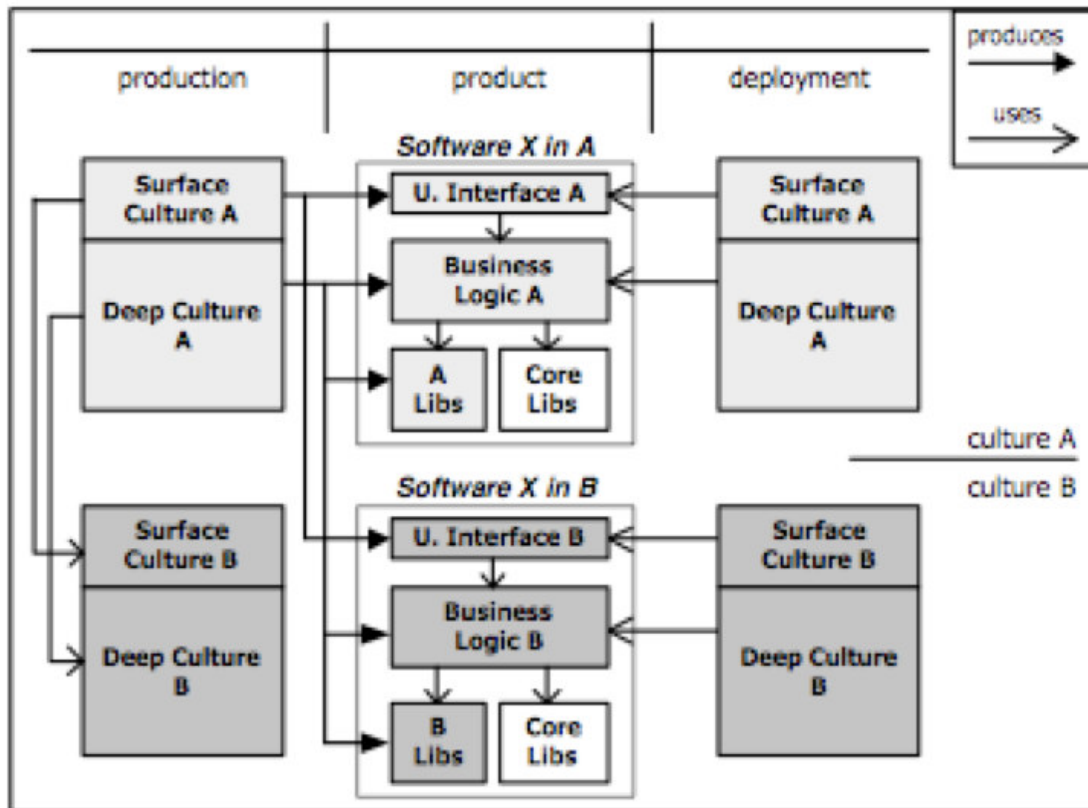 production
product
deployment
produces
uses
Software X in A
Surface
Culture A
Deep Culture
A
U. Interface A
Business
Logic A
A
Libs
Core
Libs
Surface
Culture A
Deep Culture
A
culture A
culture B
Software X in B
Surface
Culture B
Deep Culture
B
U. Interface B
Business
Logic B
B
Libs
Core
Libs
Surface
Culture B
Deep Culture
B